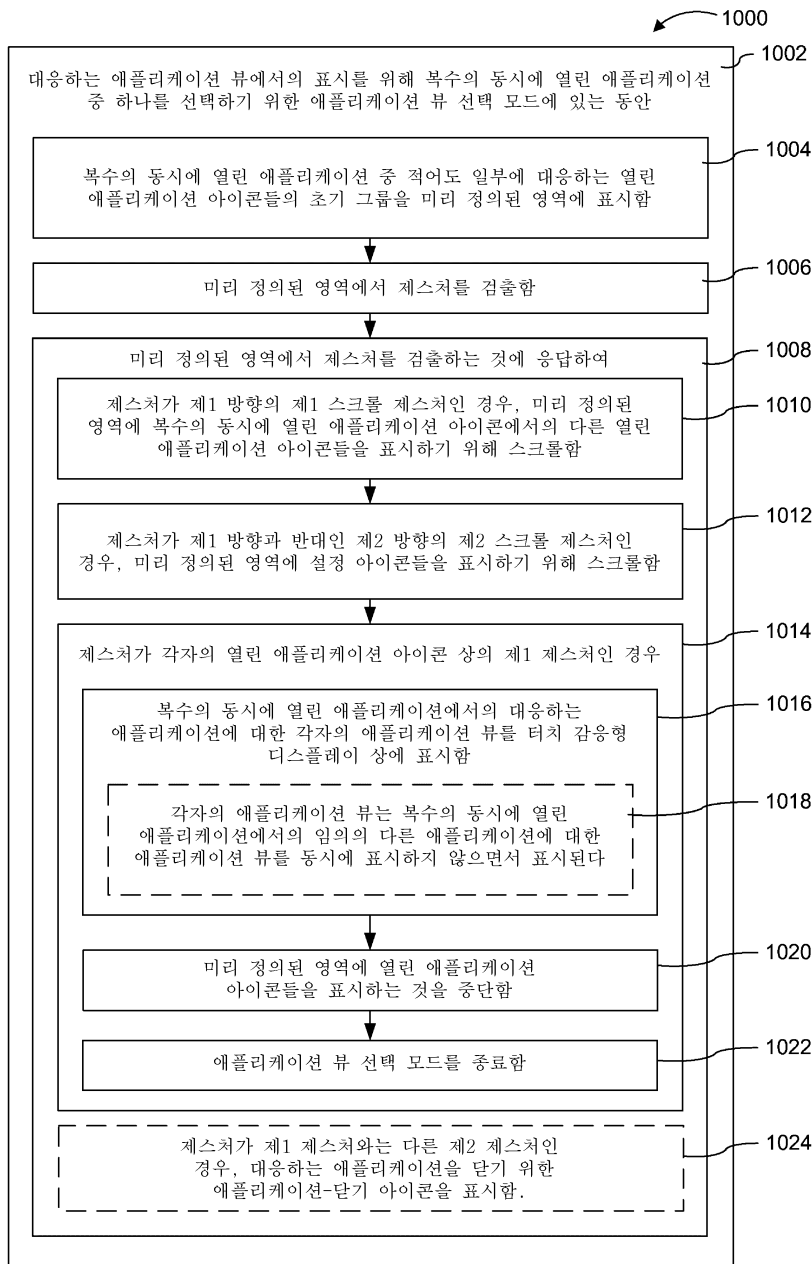 1000
1002
대응하는 애플리케이션 뷰에서의 표시를 위해 복수의 동시에 열린 애플리케이션
중 하나를 선택하기 위한 애플리케이션 뷰 선택 모드에 있는 동안
1004
복수의 동시에 열린 애플리케이션 중 적어도 일부에 대응하는 열린
애플리케이션 아이콘들의 초기 그룹을 미리 정의된 영역에 표시함
1006
미리 정의된 영역에서 제스처를 검출함
1008
미리 정의된 영역에서 제스처를 검출하는 것에 응답하여
1010
제스처가 제1 방향의 제1 스크롤 제스처인 경우, 미리 정의된
영역에 복수의 동시에 열린 애플리케이션 아이콘에서의 다른 열린
애플리케이션 아이콘들을 표시하기 위해 스크롤함
1012
제스처가 제1 방향과 반대인 제2 방향의 제2 스크롤 제스처인
경우, 미리 정의된 영역에 설정 아이콘들을 표시하기 위해 스크롤함
1014
제스처가 각자의 열린 애플리케이션 아이콘 상의 제1 제스처인 경우
1016
복수의 동시에 열린 애플리케이션에서의 대응하는
애플리케이션에 대한 각자의 애플리케이션 뷰를 터치 감응형
디스플레이 상에 표시함
1018
각자의 애플리케이션 뷰는 복수의 동시에 열린
애플리케이션에서의 임의의 다른 애플리케이션에 대한
애플리케이션 뷰를 동시에 표시하지 않으면서 표시된다
1020
미리 정의된 영역에 열린 애플리케이션
아이콘들을 표시하는 것을 중단함
1022
애플리케이션 뷰 선택 모드를 종료함
1024
제스처가 제1 제스처와는 다른 제2 제스처인
경우, 대응하는 애플리케이션을 닫기 위한
애플리케이션-닫기 아이콘을 표시함.